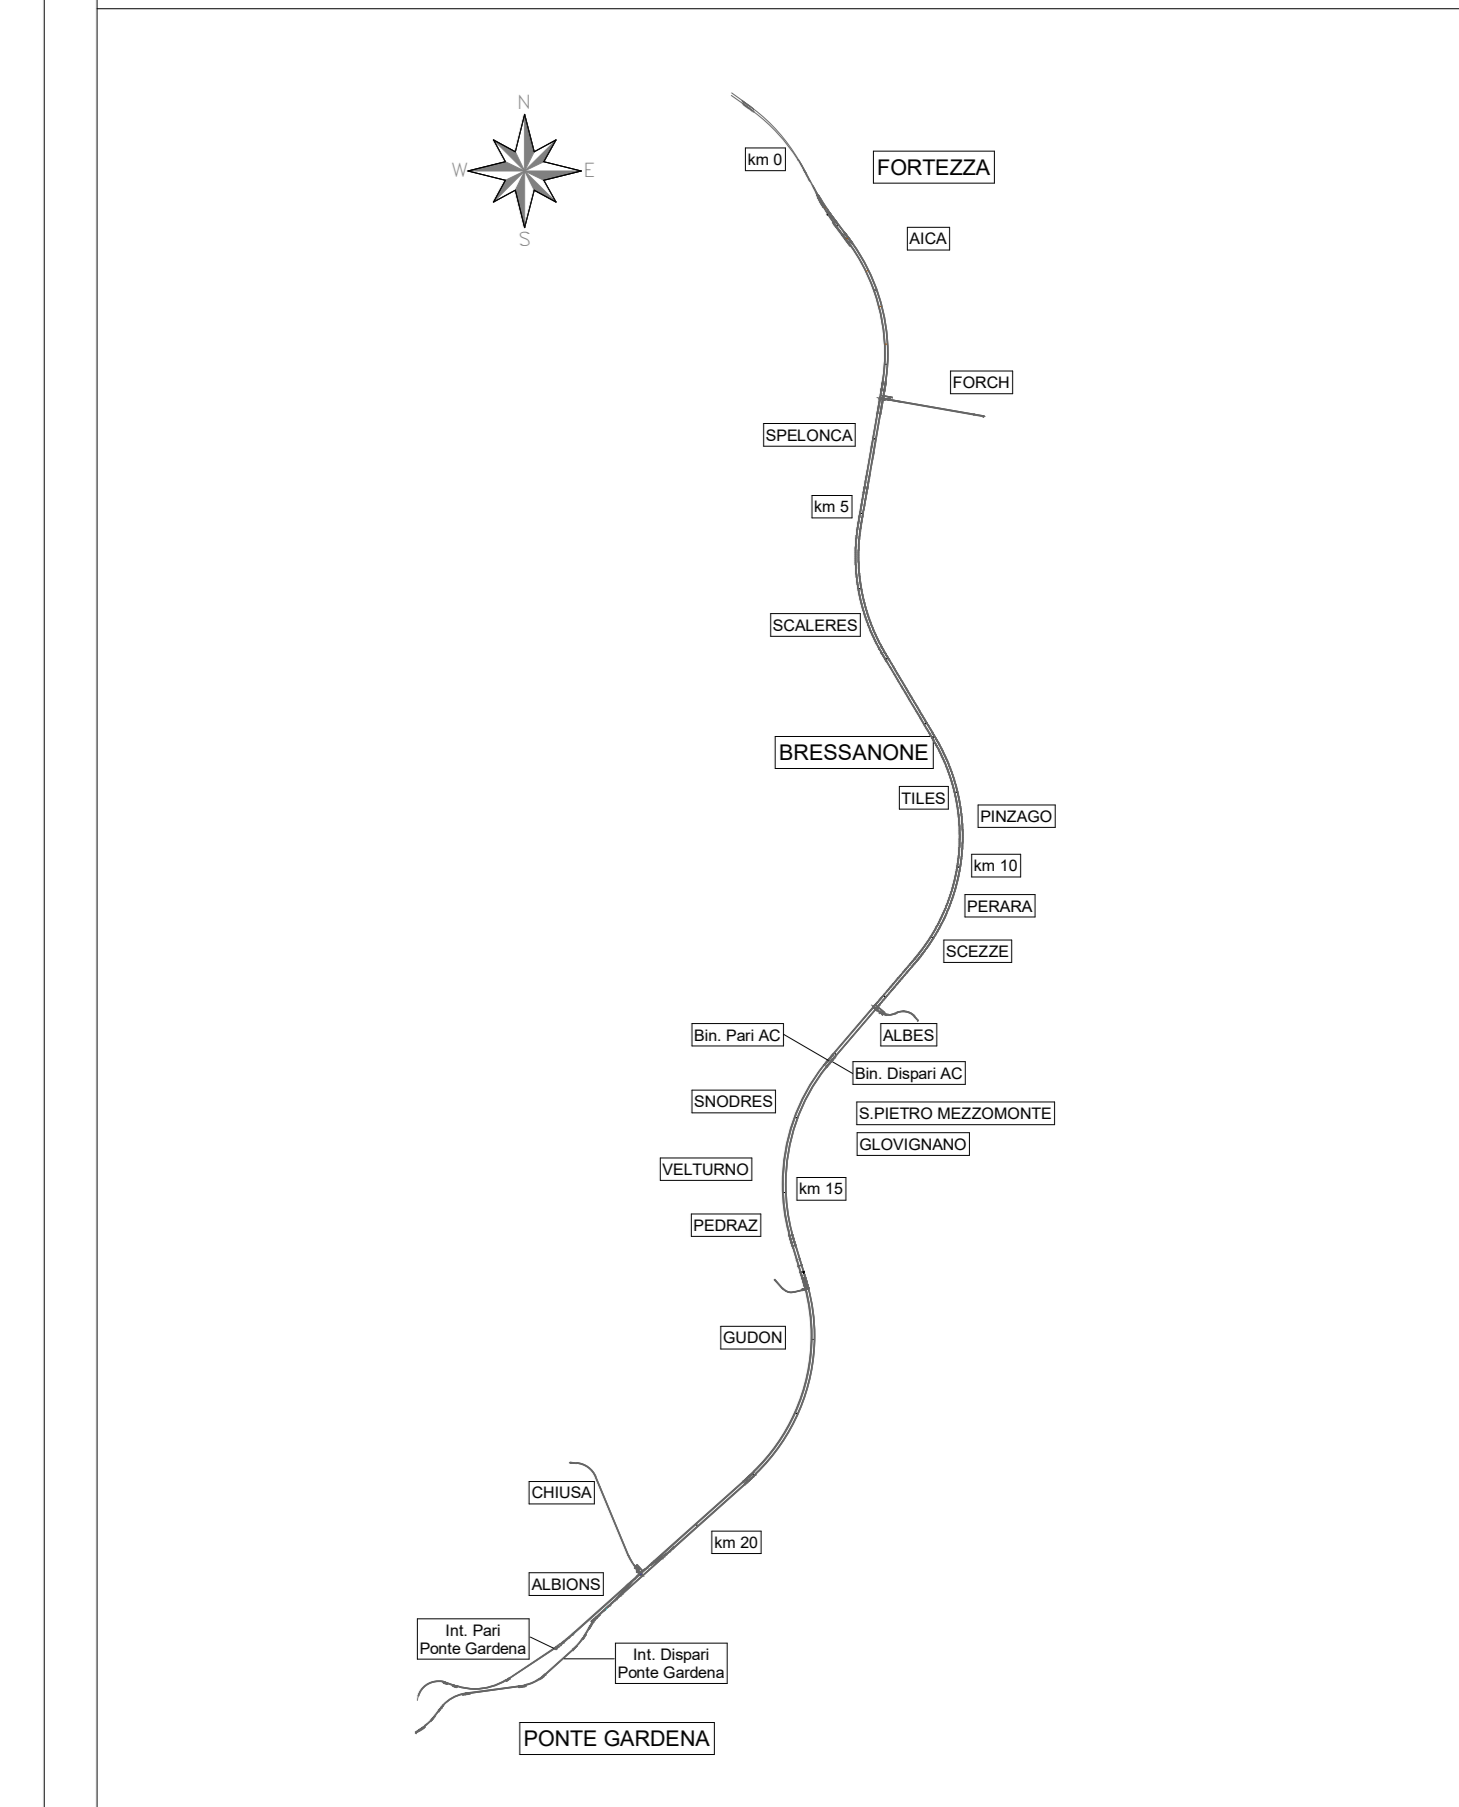 N
W
E
S
km 0
FORTEZZA
AICA
FORCH
SPELONCA
km 5
SCALERES
BRESSANONE
TILES
PINZAGO
km 10
PERARA
SCEZZE
Bin. Pari AC
ALBES
Bin. Dispari AC
SNODRES
S.PIETRO MEZZOMONTE
GLOVIGNANO
VELTURNO
km 15
PEDRAZ
GUDON
CHIUSA
km 20
ALBIONS
Int. Pari
Ponte Gardena
Int. Dispari
Ponte Gardena
PONTE GARDENA